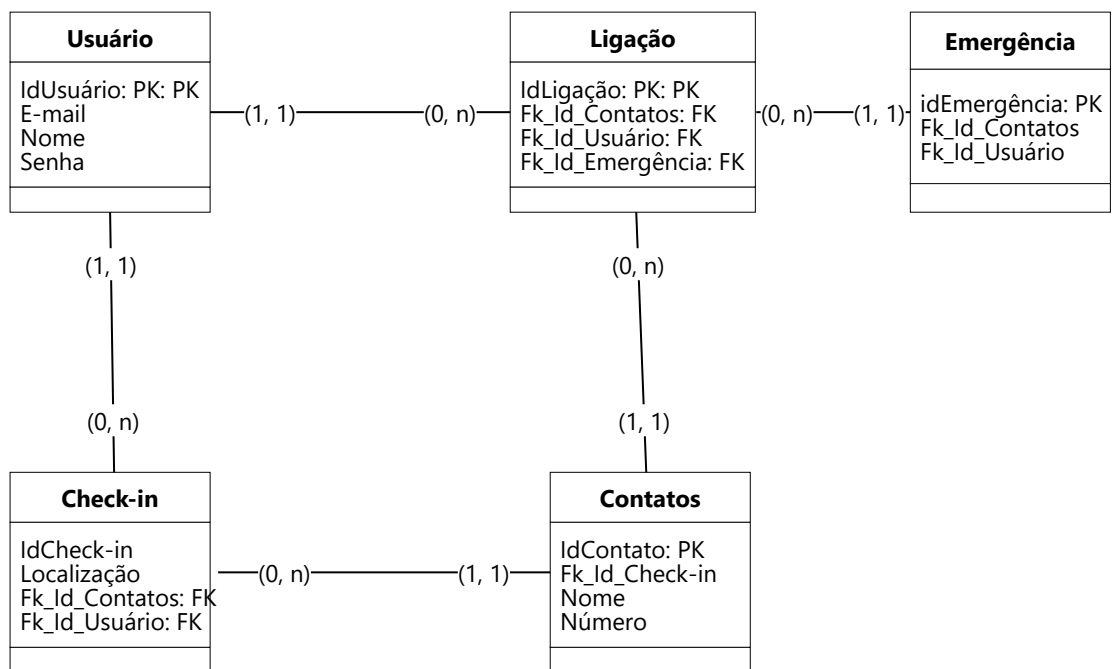 Usuário
IdUsuário: PK: PK
E-mail
Nome
Senha
(1, 1)
(0, n)
Ligação
IdLigação: PK: PK
Fk_Id_Contatos: FK
Fk_Id_Usuário: FK
Fk_Id_Emergência: FK
(0, n)
(1, 1)
Emergência
idEmergência: PK
Fk_Id_Contatos
Fk_Id_Usuário
(1, 1)
(0, n)
(0, n)
(1, 1)
Check-in
IdCheck-in
Localização
Fk_Id_Contatos: FK
Fk_Id_Usuário: FK
(0, n)
(1, 1)
Contatos
IdContato: PK
Fk_Id_Check-in
Nome
Número